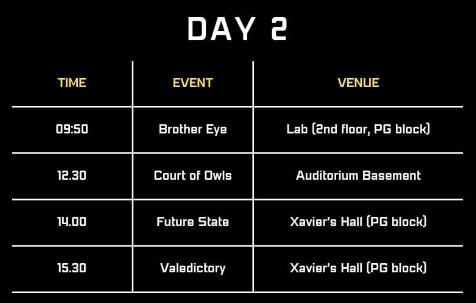 DAY 2
TIME EVENT VENUE
09:50 Brother Eye Lab (2nd floor, PG block)
12.30 Court of Owls Auditorium Basement
14.00 Future State Xavier's Hall (PG block)
15.30 Valedictory Xavier's Hall (PG block)